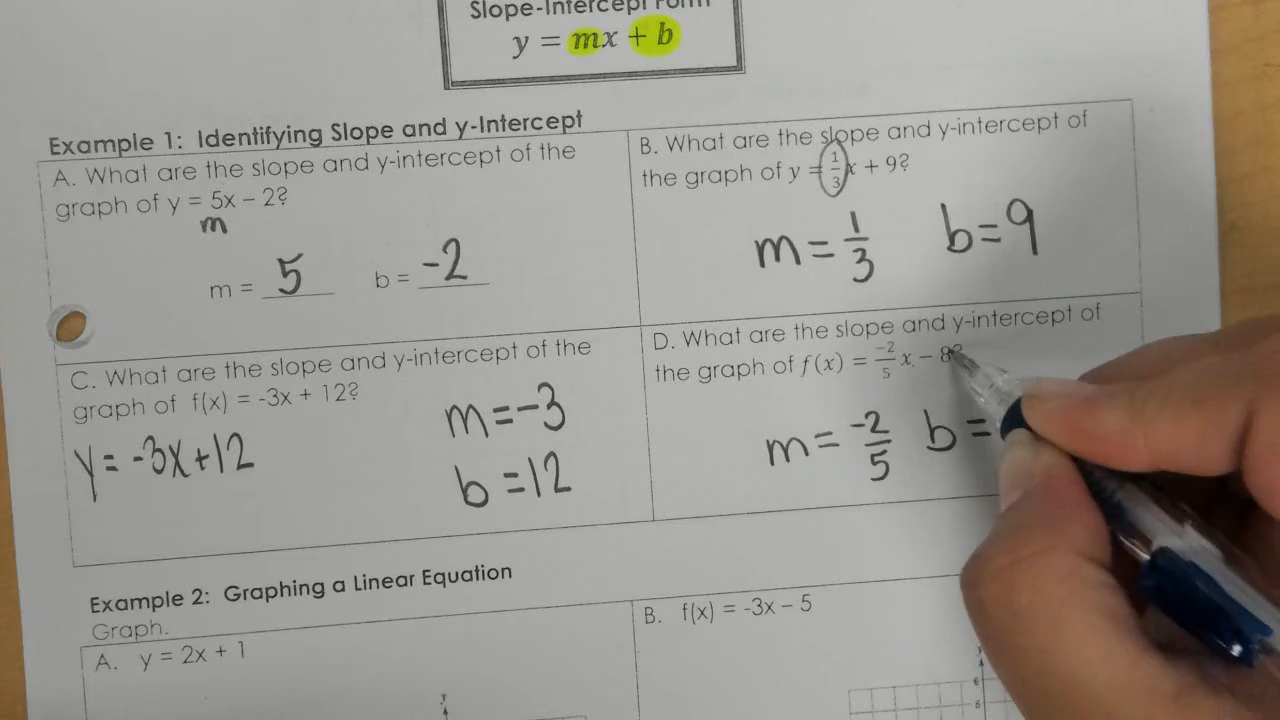 Slope-Intercept Form
y = mx + b
Example 1: Identifying Slope and y-Intercept
A. What are the slope and y-intercept of the
graph of y = 5x – 2?
m
m = 5 b = -2
B. What are the slope and y-intercept of
the graph of y = 1/3 x + 9?
m = 1/3 b = 9
C. What are the slope and y-intercept of the
graph of f(x) = -3x + 12?
y = -3x + 12
m = -3
b = 12
D. What are the slope and y-intercept of
the graph of f(x) = -2/5 x – 8?
m = -2/5 b =
Example 2: Graphing a Linear Equation
Graph.
A. y = 2x + 1
B. f(x) = -3x – 5
y